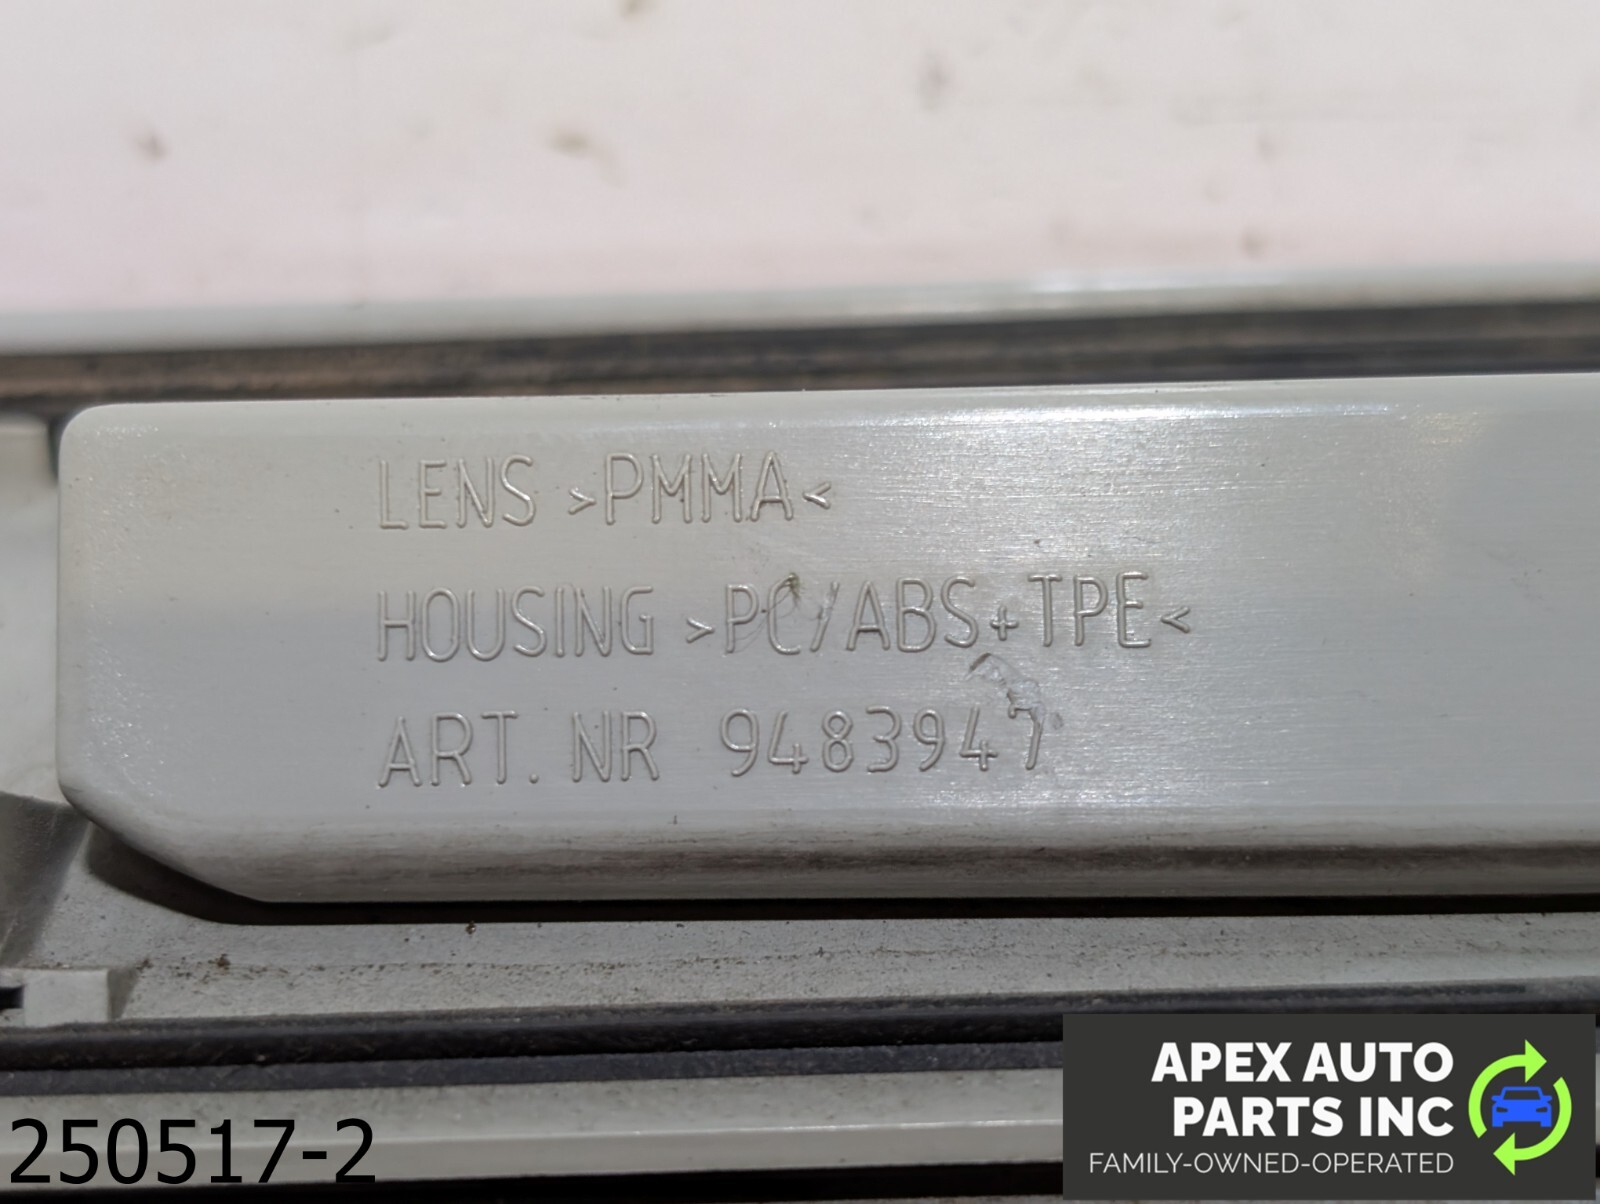 LENS >PMMA<
HOUSING >PC/ABS+TPE<
ART. NR 9483947
250517-2
APEX AUTO
PARTS INC
FAMILY-OWNED-OPERATED